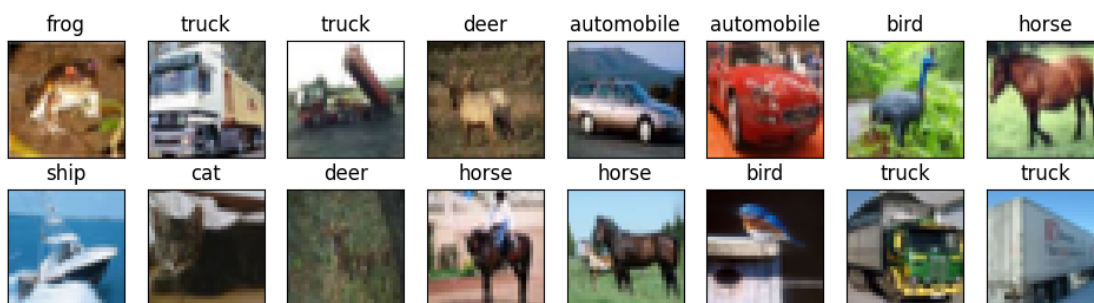 frog truck truck deer automobile automobile bird horse
ship cat deer horse horse bird truck truck